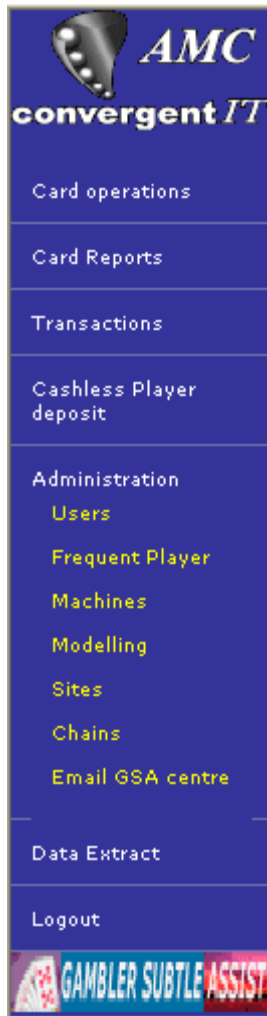 AMC
convergent IT
Card operations
Card Reports
Transactions
Cashless Player
deposit
Administration
Users
Frequent Player
Machines
Modelling
Sites
Chains
Email GSA centre
Data Extract
Logout
GAMBLER SUBTLE ASSIST